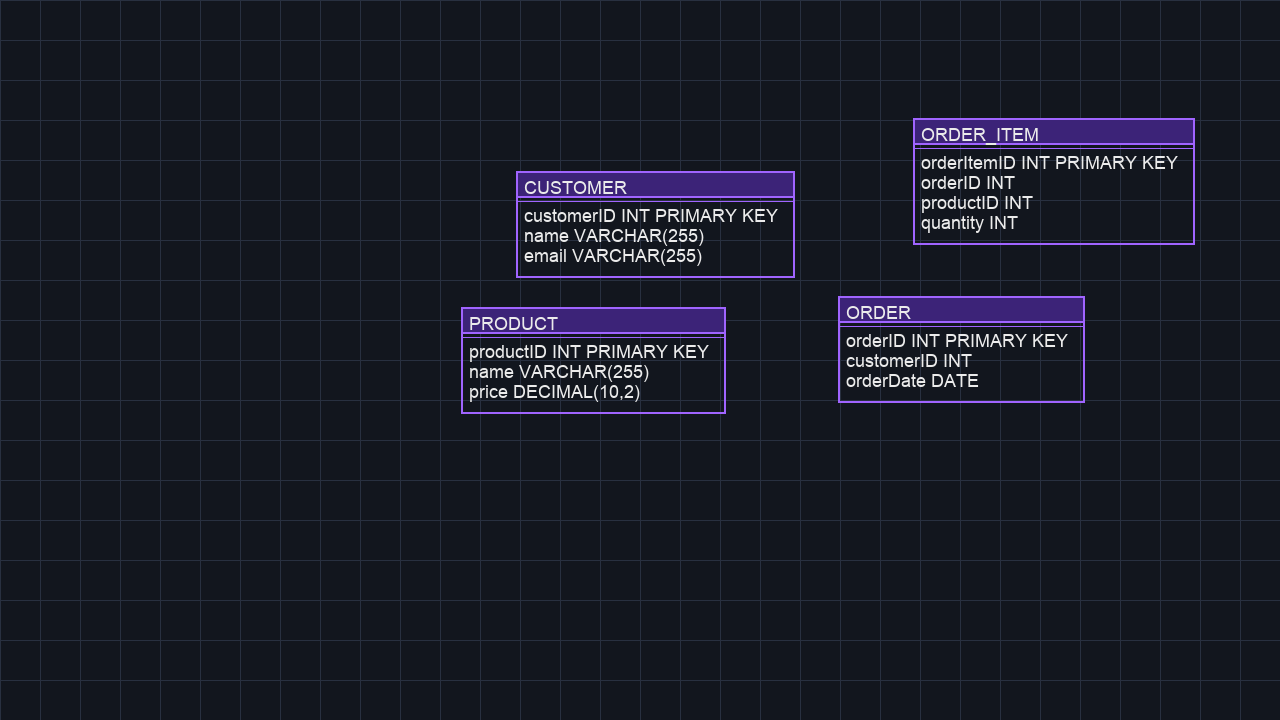 CUSTOMER
customerID INT PRIMARY KEY
name VARCHAR(255)
email VARCHAR(255)
ORDER_ITEM
orderItemID INT PRIMARY KEY
orderID INT
productID INT
quantity INT
PRODUCT
productID INT PRIMARY KEY
name VARCHAR(255)
price DECIMAL(10,2)
ORDER
orderID INT PRIMARY KEY
customerID INT
orderDate DATE